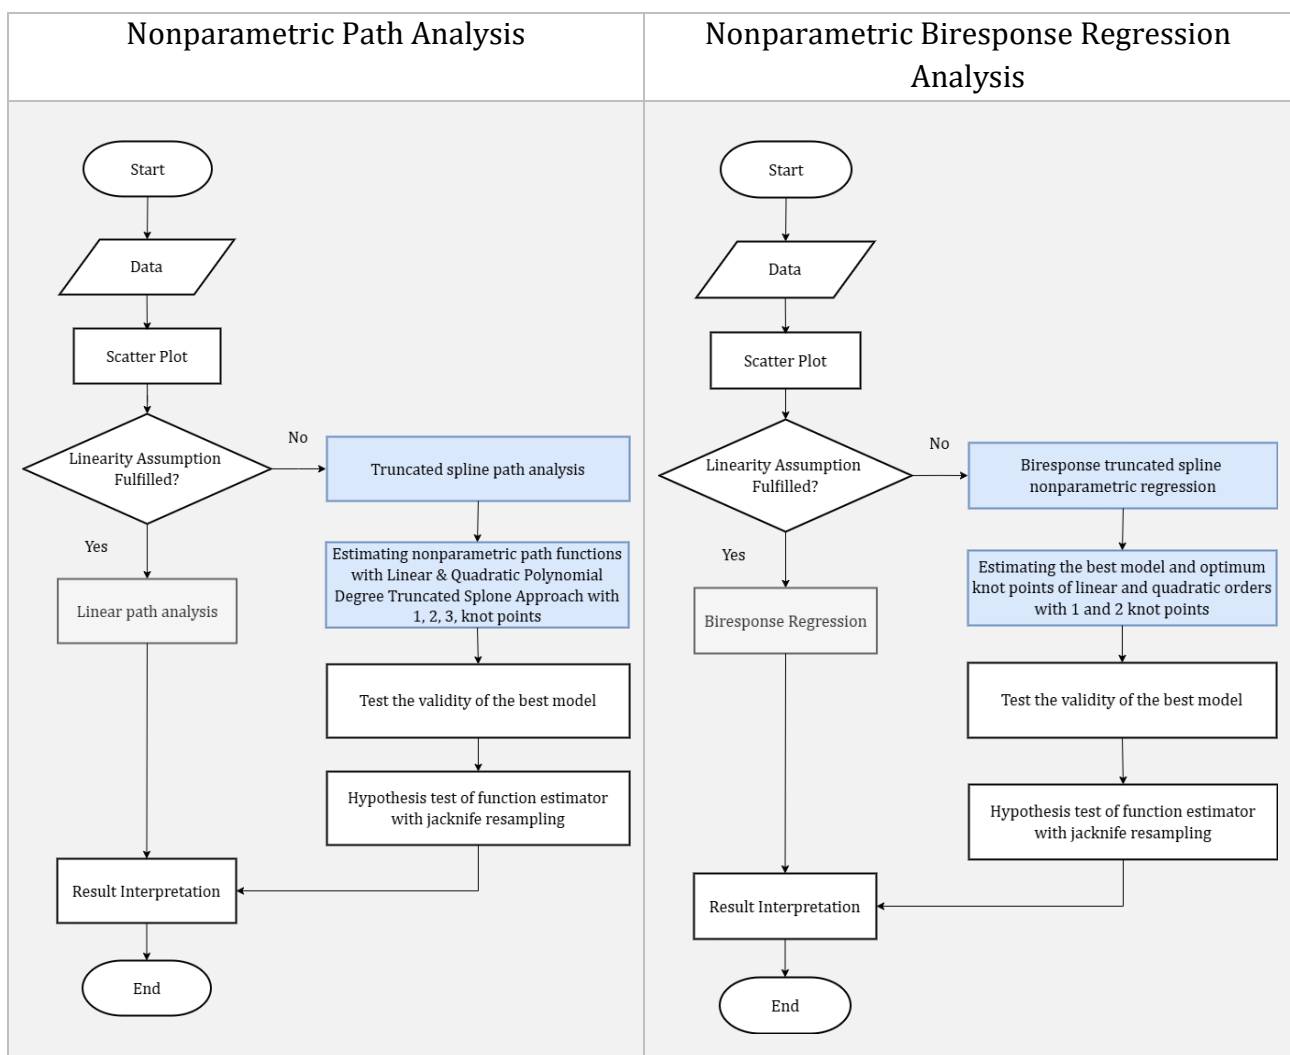 Nonparametric Path Analysis
Start
Data
Scatter Plot
Linearity Assumption
Fulfilled?
No
Truncated spline path analysis
Yes
Estimating nonparametric path functions
with Linear & Quadratic Polynomial
Degree Truncated Splone Approach with
1, 2, 3, knot points
Linear path analysis
Test the validity of the best model
Hypothesis test of function estimator
with jacknife resampling
Result Interpretation
End
Nonparametric Biresponse Regression
Analysis
Start
Data
Scatter Plot
Linearity Assumption
Fulfilled?
No
Biresponse truncated spline
nonparametric regression
Yes
Estimating the best model and optimum
knot points of linear and quadratic orders
with 1 and 2 knot points
Biresponse Regression
Test the validity of the best model
Hypothesis test of function estimator
with jacknife resampling
Result Interpretation
End